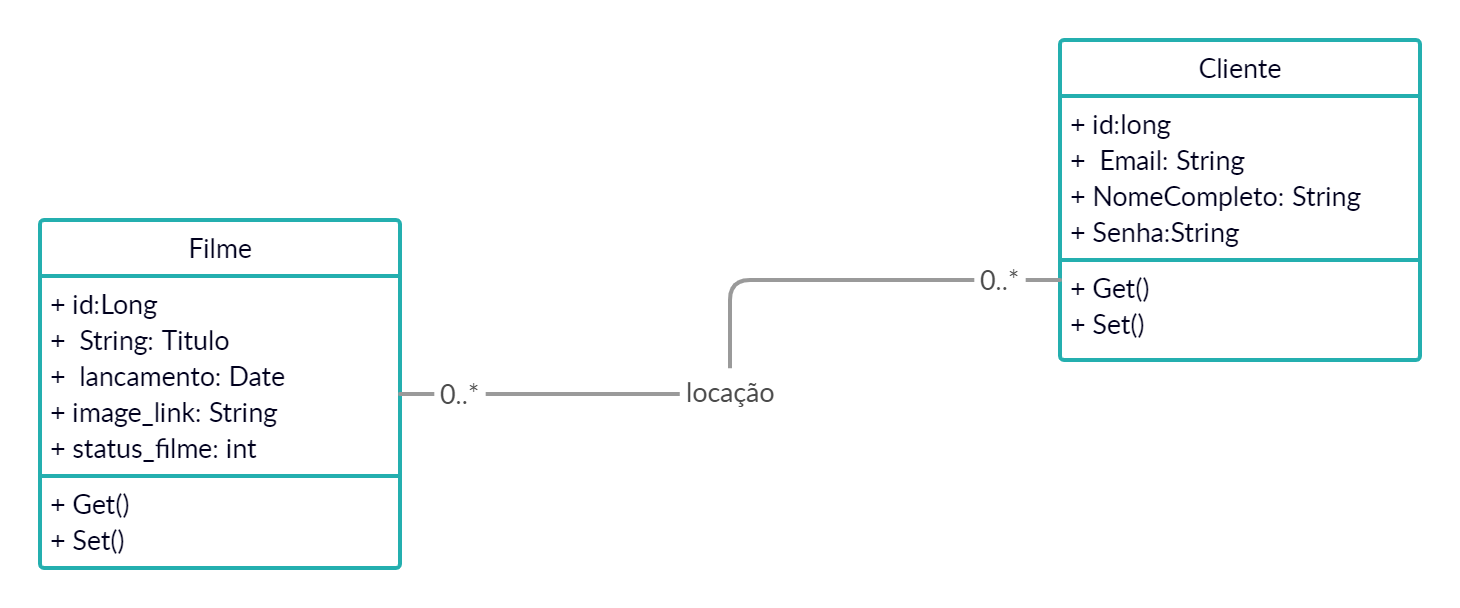 Filme
+ id:Long
+ String: Titulo
+ lancamento: Date
+ image_link: String
+ status_filme: int
+ Get()
+ Set()
0..*
locação
0..*
Cliente
+ id:long
+ Email: String
+ NomeCompleto: String
+ Senha:String
+ Get()
+ Set()